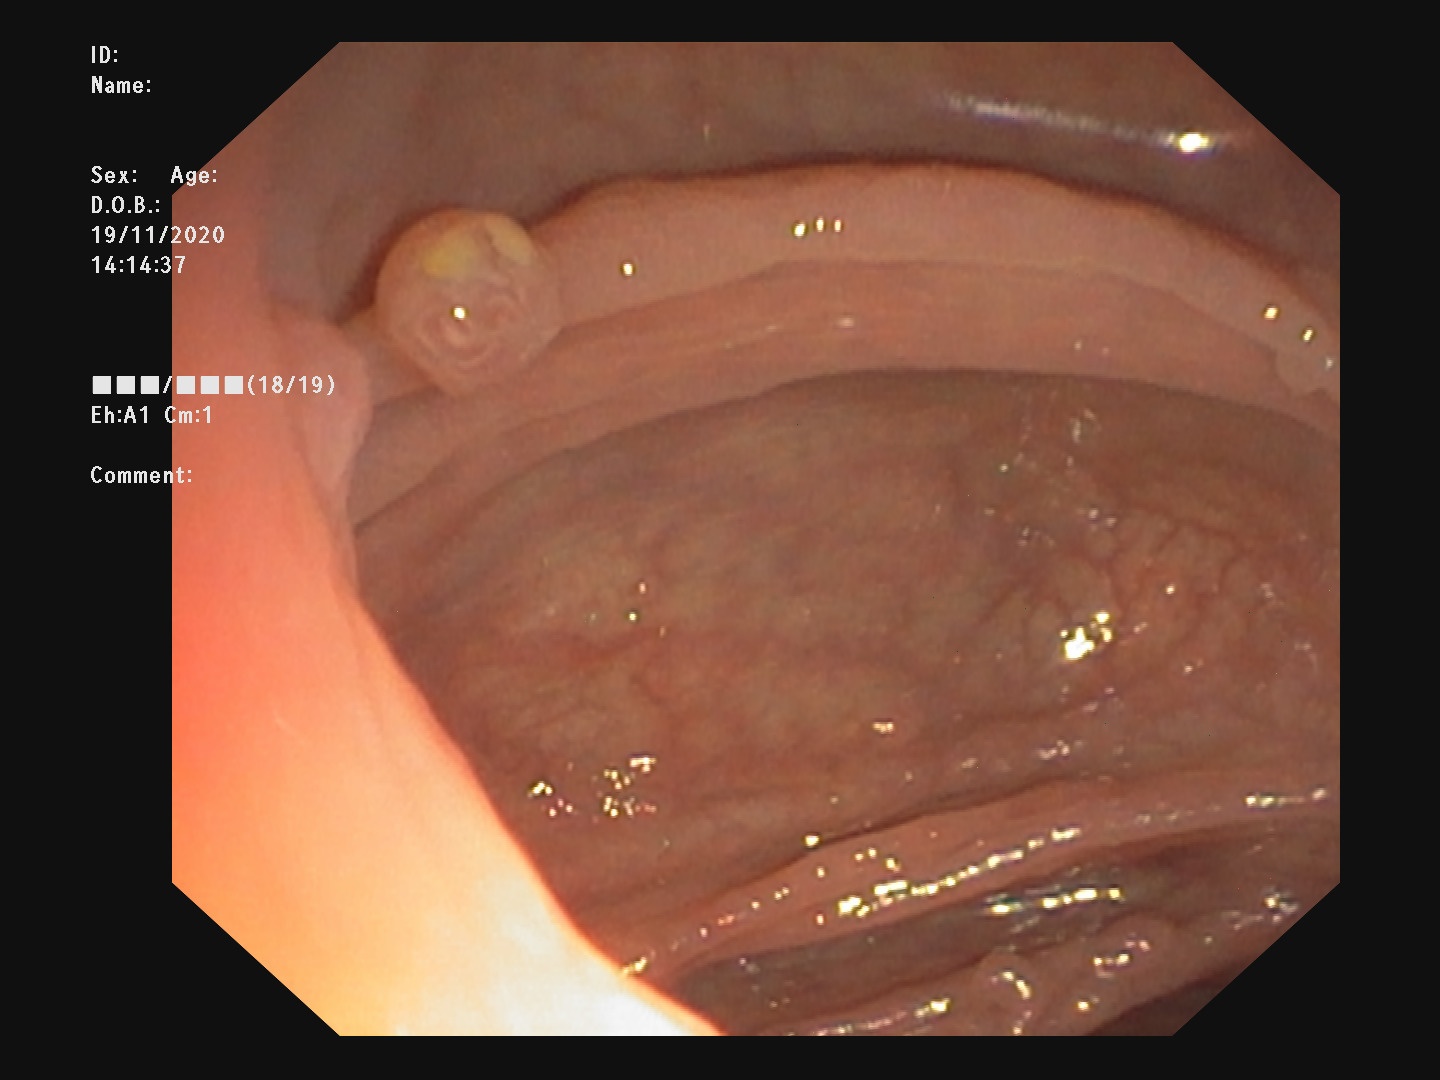 ID:
Name:
Sex: Age:
D.O.B.:
19/11/2020
14:14:37
■■■/■■■(18/19)
Eh:A1 Cm:1
Comment: